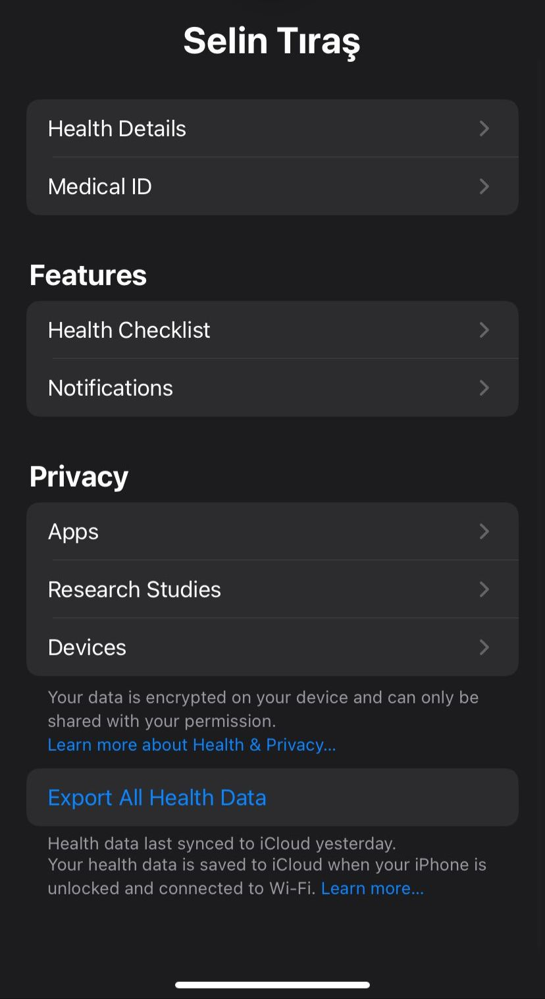 Selin Tıraş
Health Details
Medical ID
Features
Health Checklist
Notifications
Privacy
Apps
Research Studies
Devices
Your data is encrypted on your device and can only be
shared with your permission.
Learn more about Health & Privacy...
Export All Health Data
Health data last synced to iCloud yesterday.
Your health data is saved to iCloud when your iPhone is
unlocked and connected to Wi-Fi. Learn more...